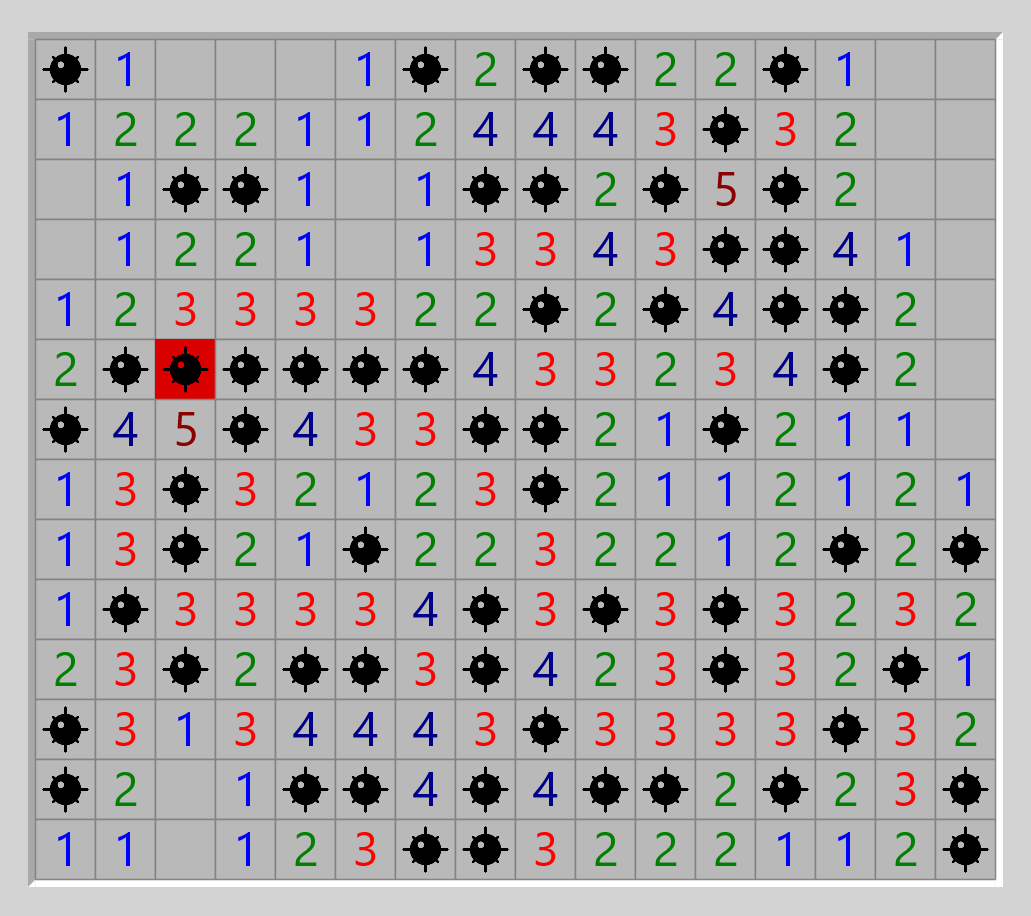 1 1 2 2 2 1
1 2 2 2 1 1 2 4 4 4 3 3 2
1 1 1 2 5 2
1 2 2 1 1 3 3 4 3 4 1
1 2 3 3 3 3 2 2 2 4 2
2 4 3 3 2 3 4 2
4 5 4 3 3 2 1 2 1 1
1 3 3 2 1 2 3 2 1 1 2 1 2 1
1 3 2 1 2 2 3 2 2 1 2 2
1 3 3 3 3 4 3 3 3 2 3 2
2 3 2 3 4 2 3 3 2 1
3 1 3 4 4 4 3 3 3 3 3 3 2
2 1 4 4 2 2 3
1 1 1 2 3 3 2 2 2 1 1 2